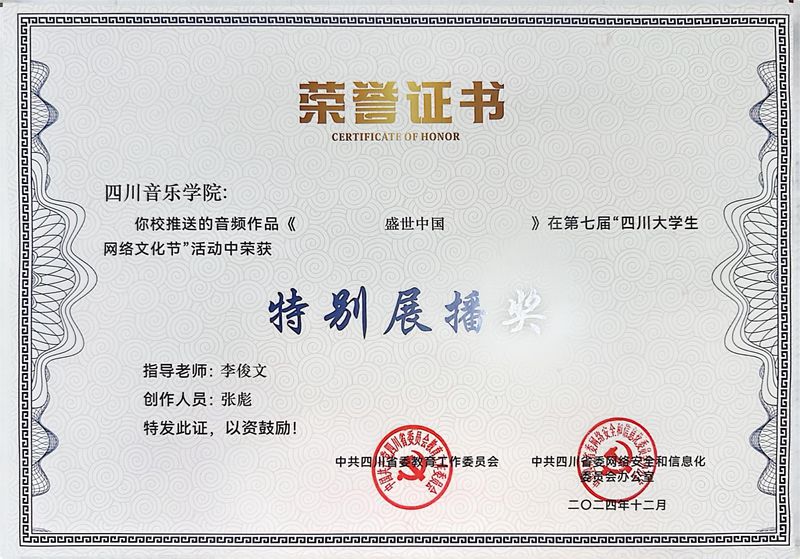 荣誉证书
CERTIFICATE OF HONOR
四川音乐学院：
你校推送的音频作品《 盛世中国 》在第七届“四川大学生
网络文化节”活动中荣获
特别展播奖
指导老师：李俊文
创作人员：张彪
特发此证，以资鼓励！
中共四川省委教育工作委员会
中共四川省委网络安全和信息化
委员会办公室
二〇二四年十二月